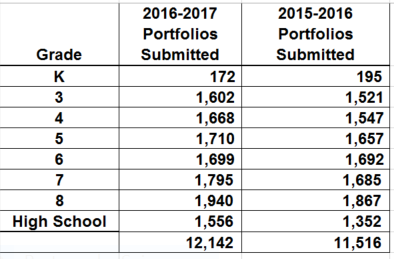 2016-2017 2015-2016
Portfolios Portfolios
Grade Submitted Submitted
K 172 195
3 1,602 1,521
4 1,668 1,547
5 1,710 1,657
6 1,699 1,692
7 1,795 1,685
8 1,940 1,867
High School 1,556 1,352
12,142 11,516